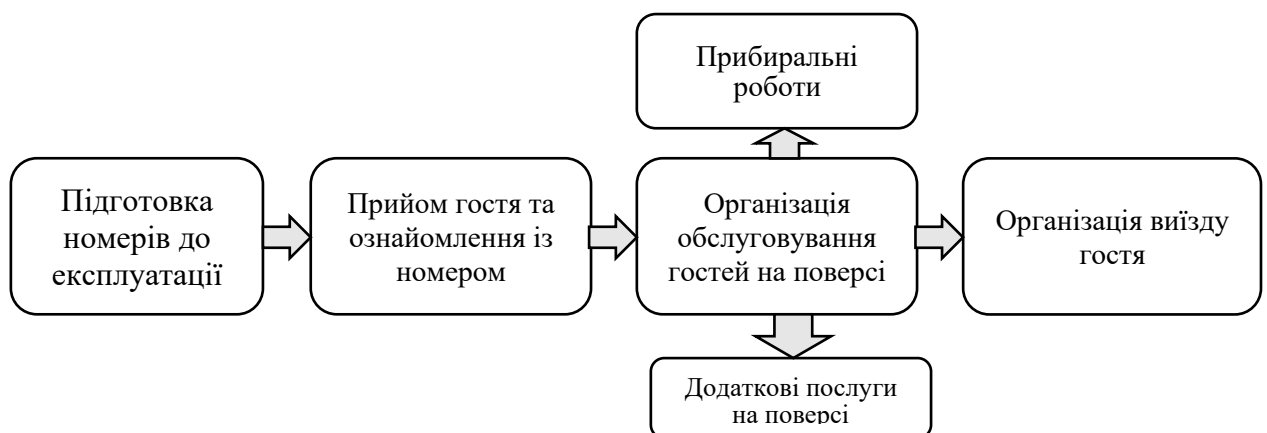 Прибиральні
роботи
Підготовка
номерів до
експлуатації
Прийом гостя та
ознайомлення із
номером
Організація
обслуговування
гостей на поверсі
Організація виїзду
гостя
Додаткові послуги
на поверсі